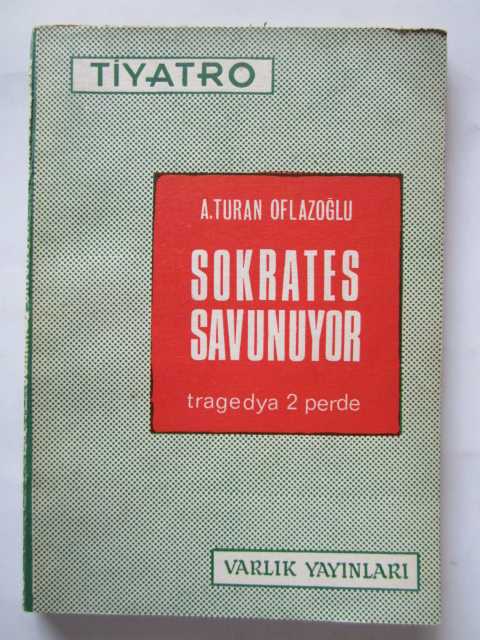 TİYATRO
A.TURAN OFLAZOĞLU
SOKRATES
SAVUNUYOR
tragedya 2 perde
VARLIK YAYINLARI